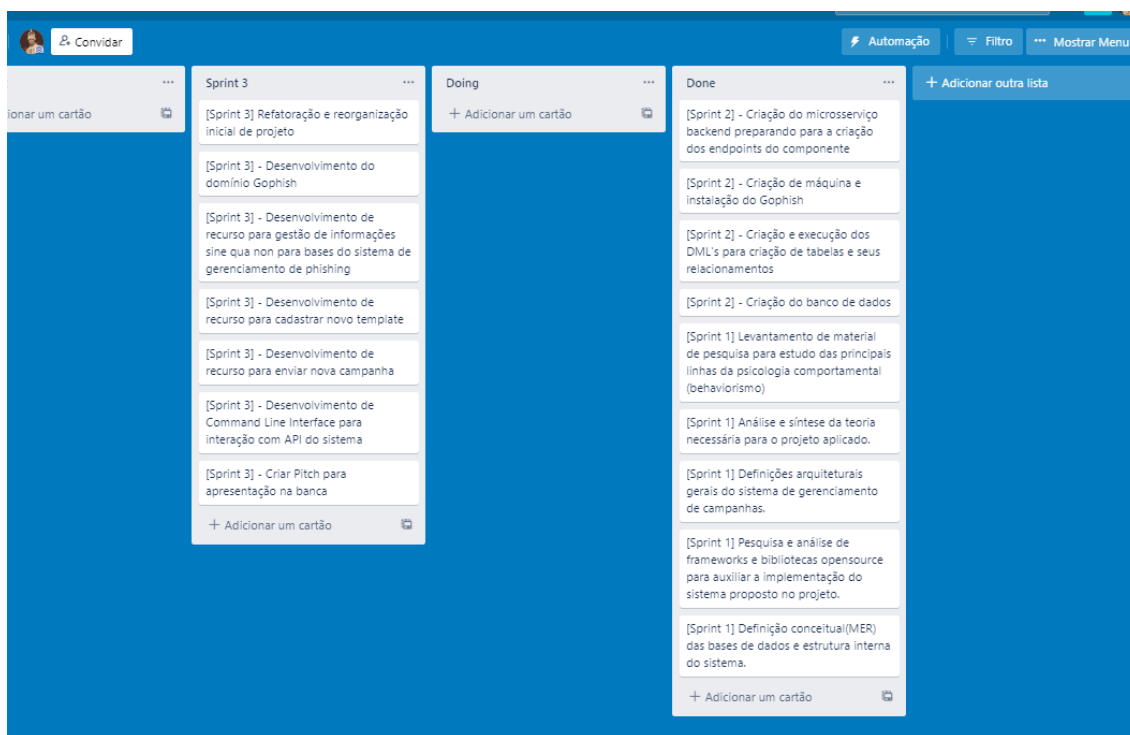 Convidar
Automação
Filtro
Mostrar Menu
ionar um cartão
Sprint 3
[Sprint 3] Refatoração e reorganização
inicial de projeto
[Sprint 3] - Desenvolvimento do
domínio Gophish
[Sprint 3] - Desenvolvimento de
recurso para gestão de informações
sine qua non para bases do sistema de
gerenciamento de phishing
[Sprint 3] - Desenvolvimento de
recurso para cadastrar novo template
[Sprint 3] - Desenvolvimento de
recurso para enviar nova campanha
[Sprint 3] - Desenvolvimento de
Command Line Interface para
interação com API do sistema
[Sprint 3] - Criar Pitch para
apresentação na banca
+ Adicionar um cartão
Doing
+ Adicionar um cartão
Done
[Sprint 2] - Criação do microsserviço
backend preparando para a criação
dos endpoints do componente
[Sprint 2] - Criação de máquina e
instalação do Gophish
[Sprint 2] - Criação e execução dos
DML's para criação de tabelas e seus
relacionamentos
[Sprint 2] - Criação do banco de dados
[Sprint 1] Levantamento de material
de pesquisa para estudo das principais
linhas da psicologia comportamental
(behaviorismo)
[Sprint 1] Análise e síntese da teoria
necessária para o projeto aplicado.
[Sprint 1] Definições arquiteturais
gerais do sistema de gerenciamento
de campanhas.
[Sprint 1] Pesquisa e análise de
frameworks e bibliotecas opensource
para auxiliar a implementação do
sistema proposto no projeto.
[Sprint 1] Definição conceitual(MER)
das bases de dados e estrutura interna
do sistema.
+ Adicionar um cartão
+ Adicionar outra lista